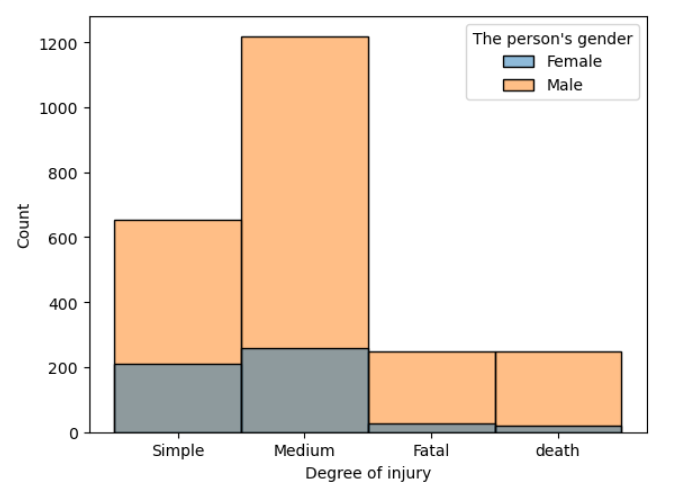 The person's gender
Female
Male
1200
1000
800
600
400
200
0
Count
Simple Medium Fatal death
Degree of injury